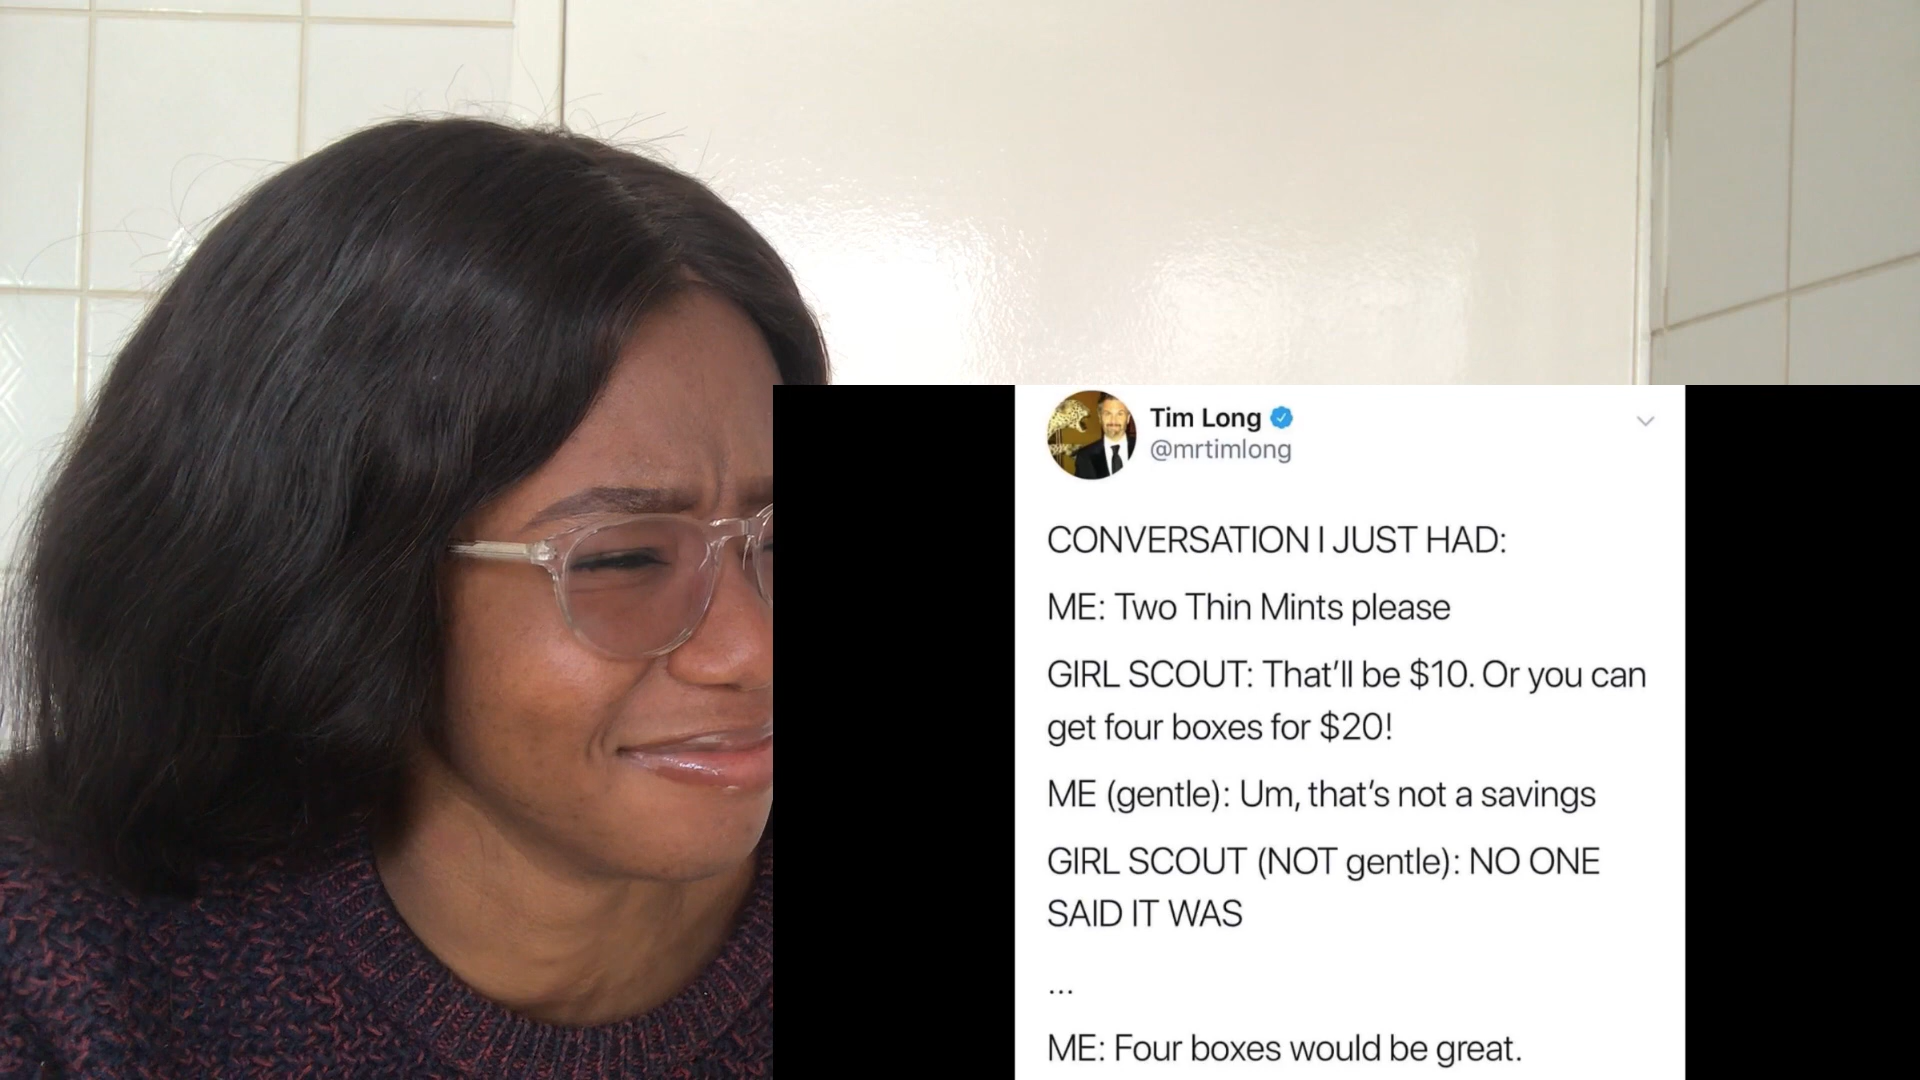 Tim Long
@mrtimlong
CONVERSATION I JUST HAD:
ME: Two Thin Mints please
GIRL SCOUT: That'll be $10. Or you can
get four boxes for $20!
ME (gentle): Um, that's not a savings
GIRL SCOUT (NOT gentle): NO ONE
SAID IT WAS
...
ME: Four boxes would be great.